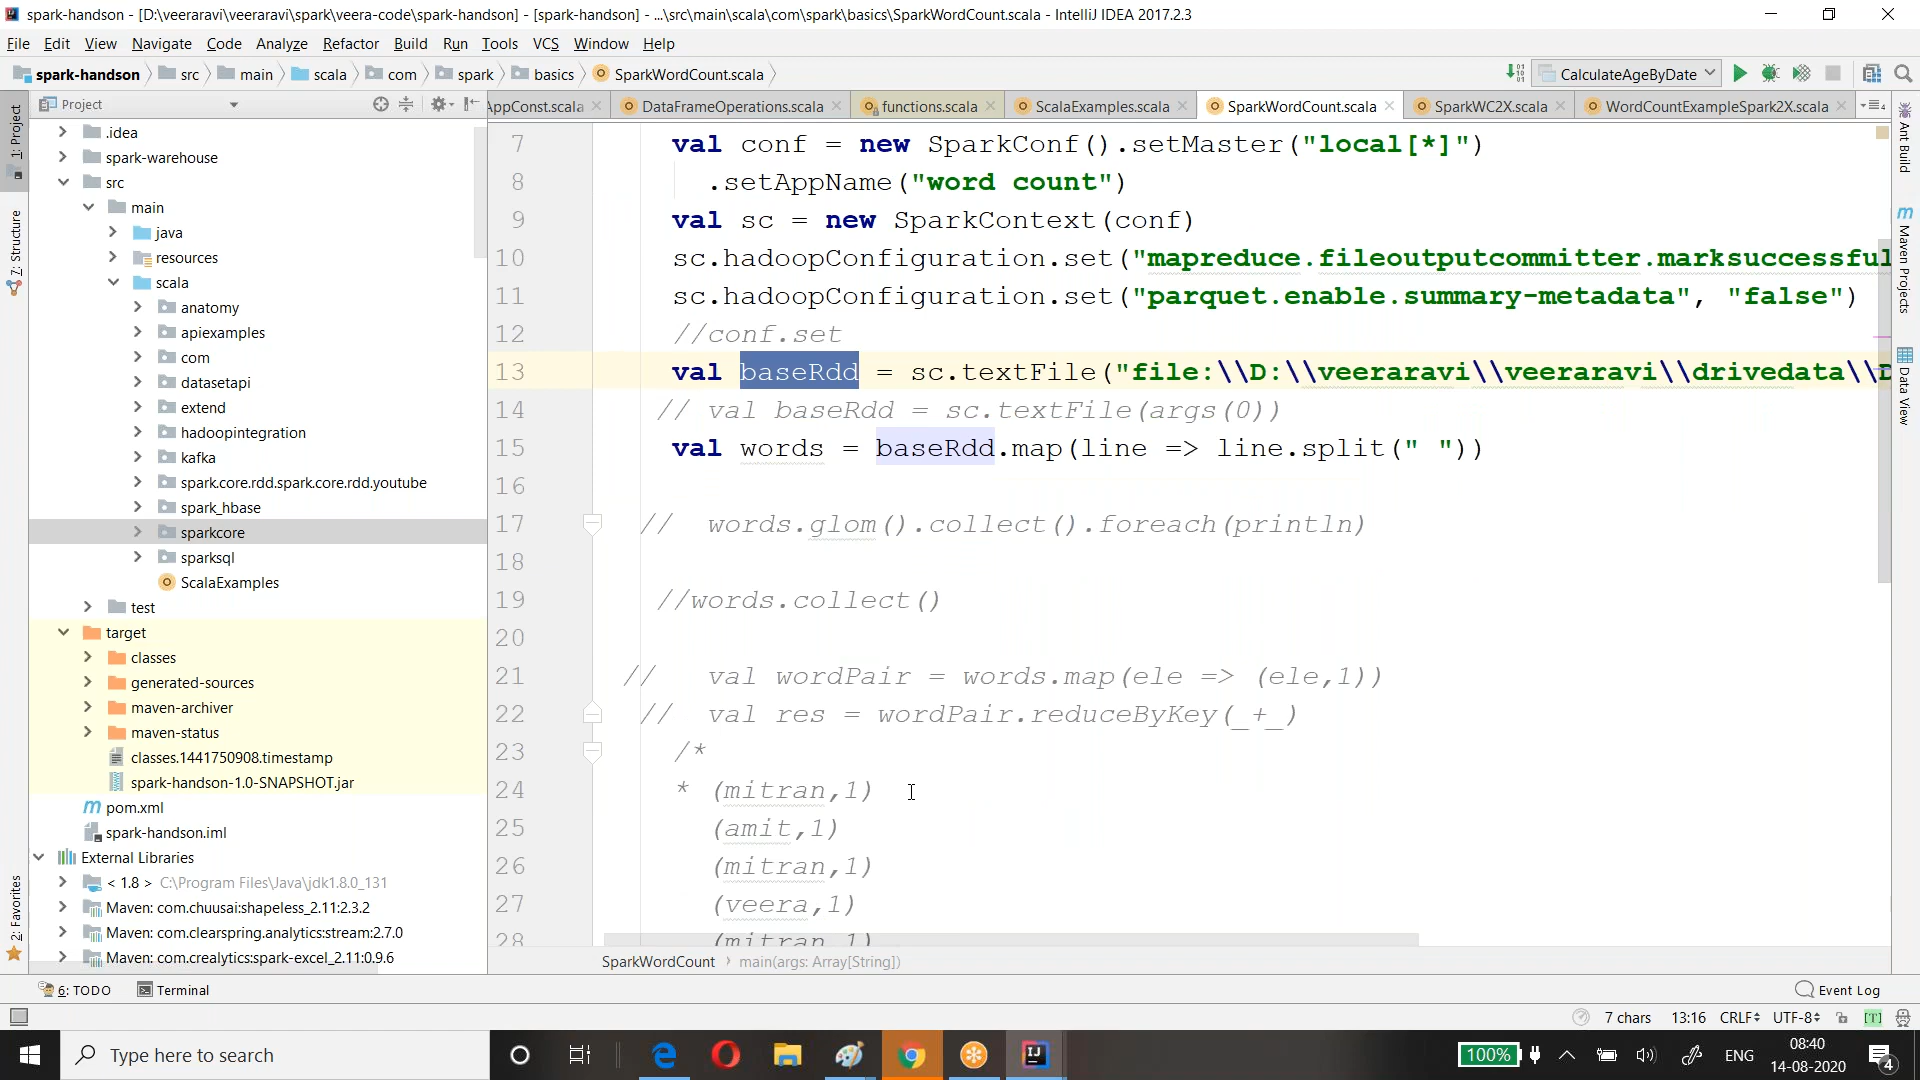 spark-handson - [D:\veeraravi\veeraravi\spark\veera-code\spark-handson] - [spark-handson] - ...\src\main\scala\com\spark\basics\SparkWordCount.scala - IntelliJ IDEA 2017.2.3
File Edit View Navigate Code Analyze Refactor Build Run Tools VCS Window Help
spark-handson src main scala com spark basics SparkWordCount.scala CalculateAgeByDate
Project
AppConst.scala DataFrameOperations.scala functions.scala ScalaExamples.scala SparkWordCount.scala SparkWC2X.scala WordCountExampleSpark2X.scala
1: Project
7: Structure
2: Favorites
.idea
spark-warehouse
src
main
java
resources
scala
anatomy
apiexamples
com
datasetapi
extend
hadoopintegration
kafka
spark.core.rdd.spark.core.rdd.youtube
spark_hbase
sparkcore
sparksql
ScalaExamples
test
target
classes
generated-sources
maven-archiver
maven-status
classes.1441750908.timestamp
spark-handson-1.0-SNAPSHOT.jar
pom.xml
spark-handson.iml
External Libraries
< 1.8 > C:\Program Files\Java\jdk1.8.0_131
Maven: com.chuusai:shapeless_2.11:2.3.2
Maven: com.clearspring.analytics:stream:2.7.0
Maven: com.crealytics:spark-excel_2.11:0.9.6
7 val conf = new SparkConf().setMaster("local[*]")
8 .setAppName("word count")
9 val sc = new SparkContext(conf)
10 sc.hadoopConfiguration.set("mapreduce.fileoutputcommitter.marksuccessful
11 sc.hadoopConfiguration.set("parquet.enable.summary-metadata", "false")
12 //conf.set
13 val baseRdd = sc.textFile("file:\\D:\\veeraravi\\veeraravi\\drivedata\\D
14 // val baseRdd = sc.textFile(args(0))
15 val words = baseRdd.map(line => line.split(" "))
16
17 // words.glom().collect().foreach(println)
18
19 //words.collect()
20
21 // val wordPair = words.map(ele => (ele,1))
22 // val res = wordPair.reduceByKey(_+_)
23 /*
24 * (mitran,1)
25 (amit,1)
26 (mitran,1)
27 (veera,1)
28 (mitran,1)
SparkWordCount main(args: Array[String])
Ant Build
Maven Projects
Data View
6: TODO Terminal Event Log
7 chars 13:16 CRLF UTF-8 [T]
Type here to search
100% ENG 08:40
14-08-2020 4